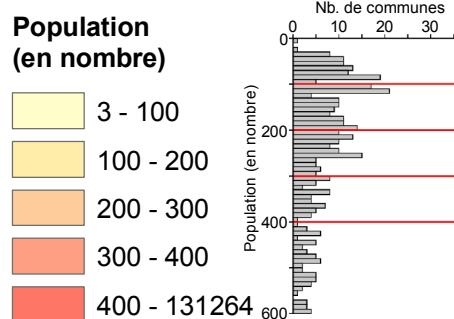 Population
(en nombre)
3 - 100
100 - 200
200 - 300
300 - 400
400 - 131264
Nb. de communes
0 10 20 30
Population (en nombre)
0
200
400
600